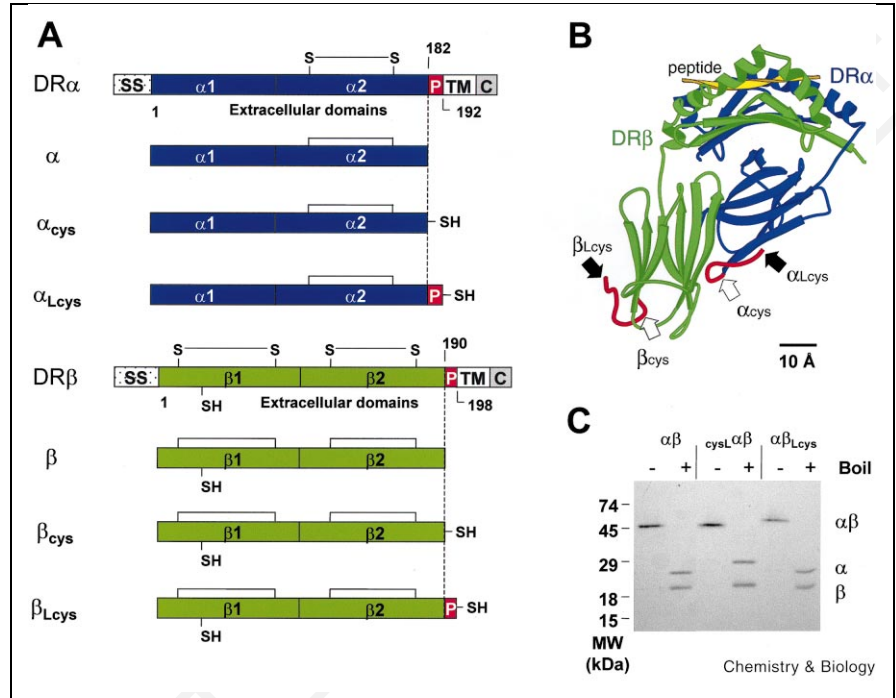 A
S S 182
DRα SS α1 α2 P TM C
1 Extracellular domains 192
α α1 α2
αcys α1 α2 SH
αLcys α1 α2 P SH
S S S S 190
DRβ SS β1 β2 P TM C
1 SH Extracellular domains 198
β β1 β2
SH
βcys β1 β2 SH
SH
βLcys β1 β2 P SH
SH
B
peptide
DRα
DRβ
βLcys
αLcys
αcys
βcys
10 Å
C
αβ cysLαβ αβLcys
- + - + - + Boil
74
45 αβ
29 α
18 β
15
MW
(kDa)
Chemistry & Biology